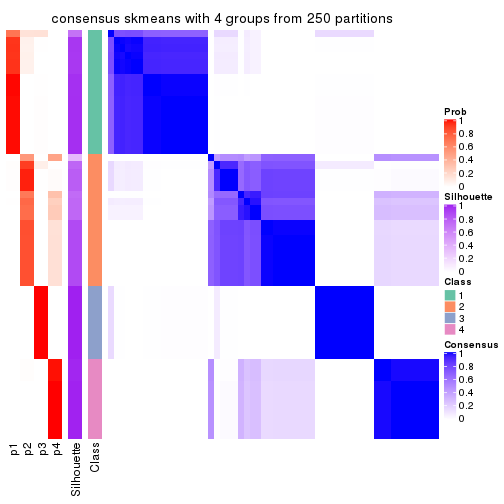 consensus skmeans with 4 groups from 250 partitions
Prob
1
0.8
0.6
0.4
0.2
0
Silhouette
1
0.8
0.6
0.4
0.2
0
Class
1
2
3
4
Consensus
1
0.8
0.6
0.4
0.2
0
p1
p2
p3
p4
Silhouette
Class